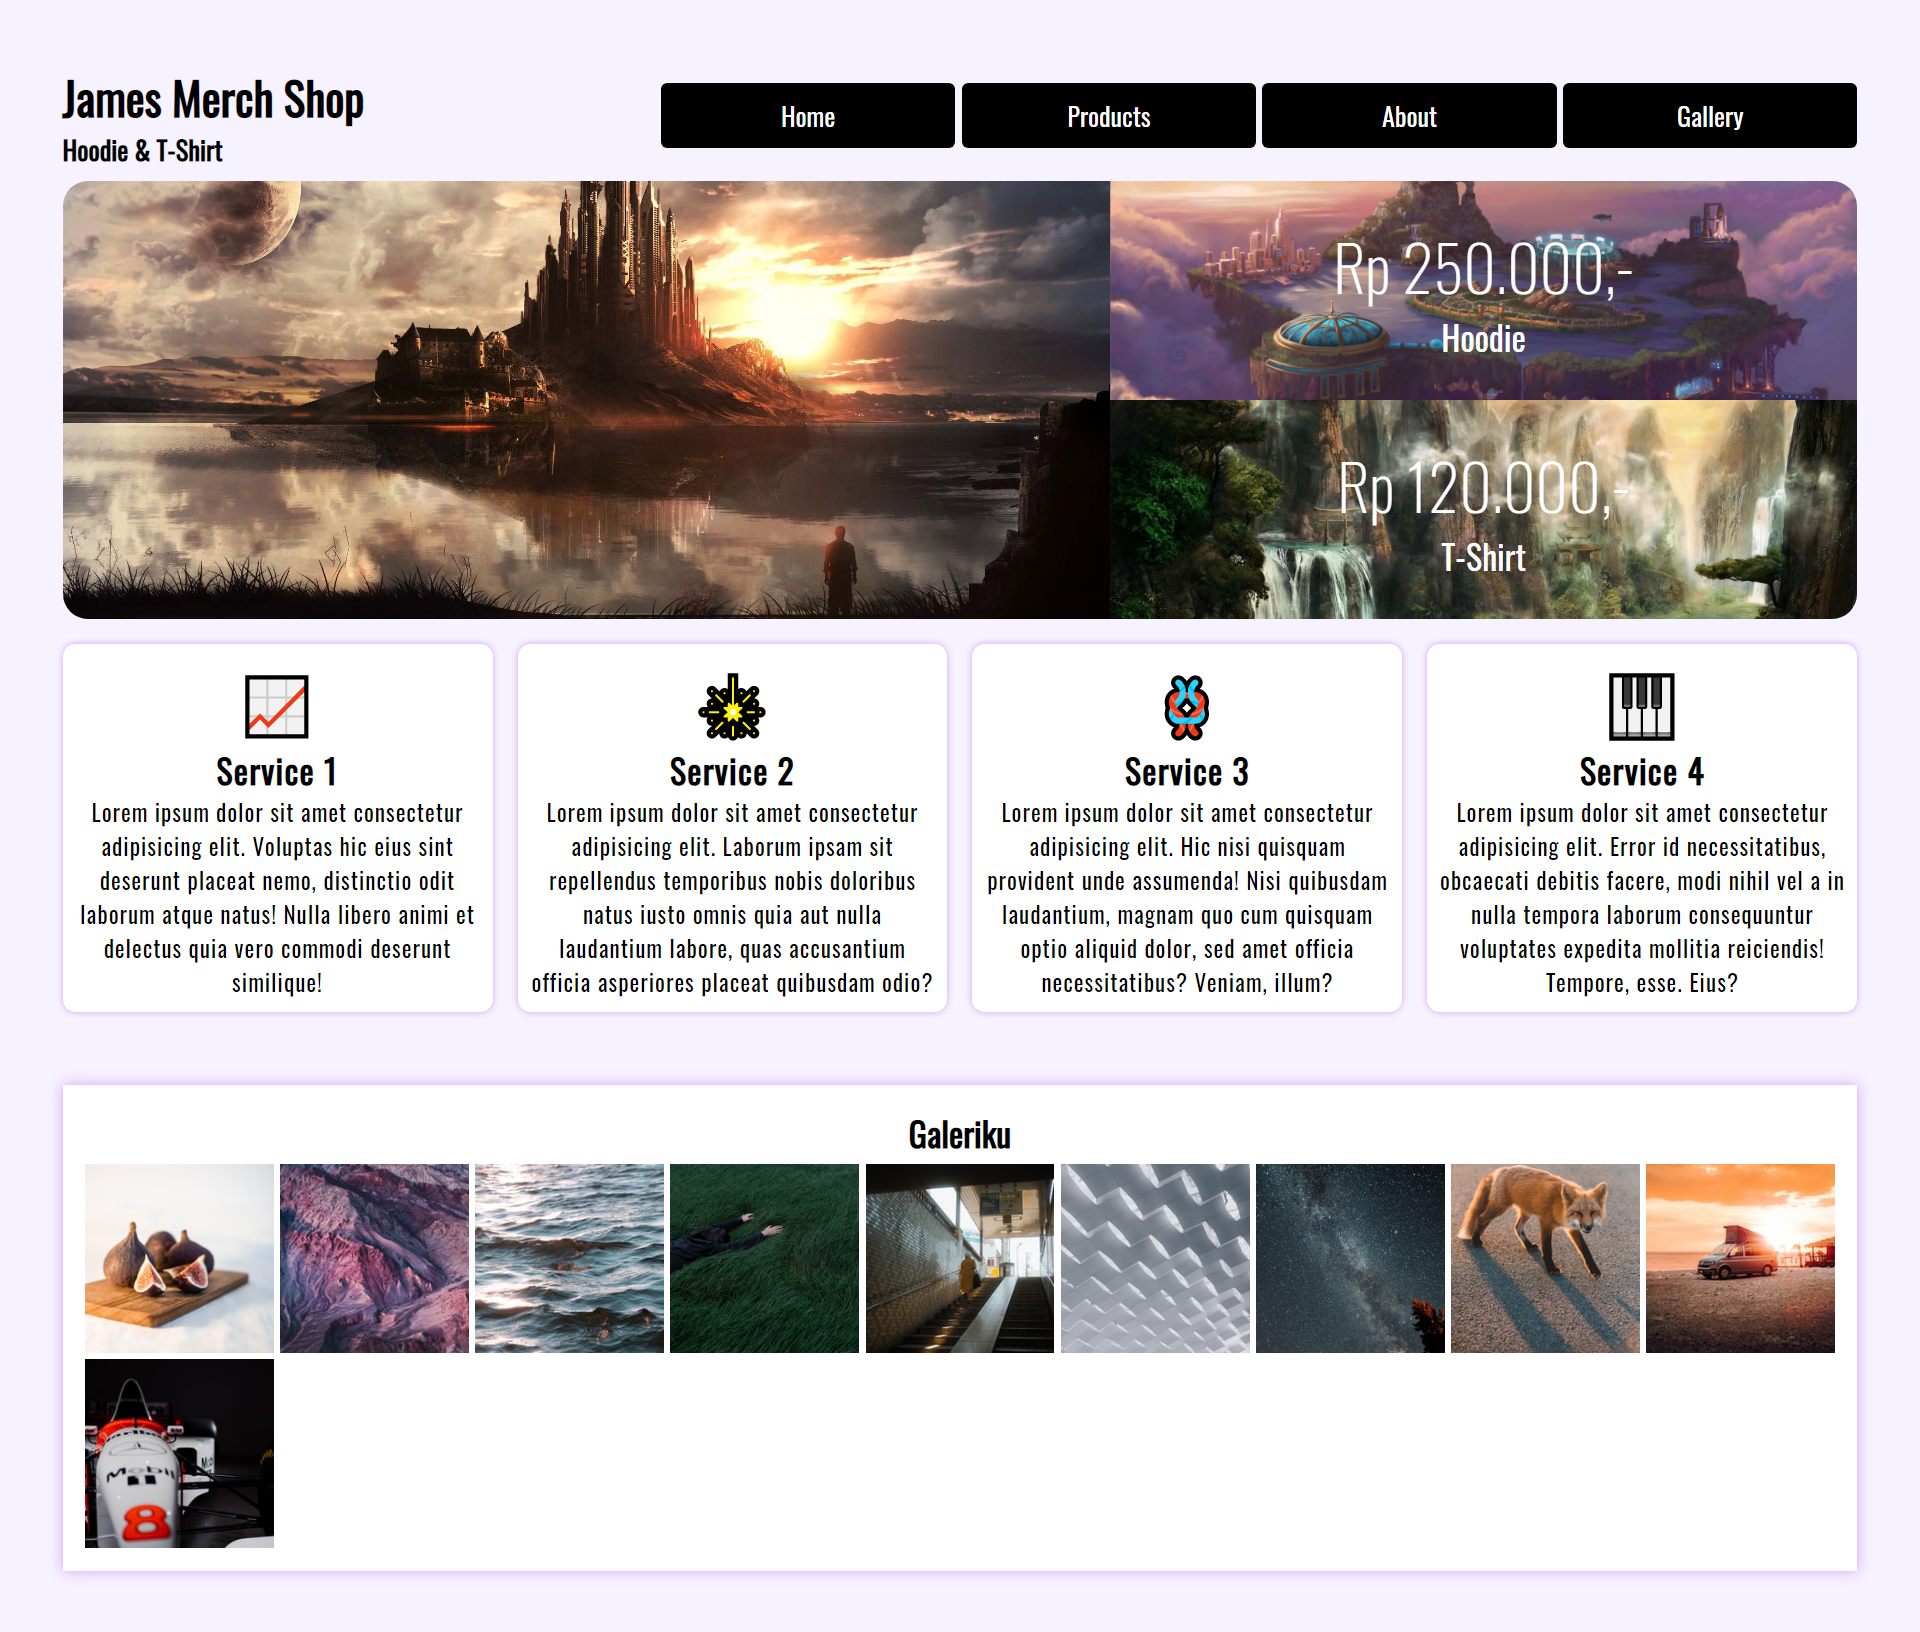 James Merch Shop
Hoodie & T-Shirt
Home
Products
About
Gallery
Rp 250.000,-
Hoodie
Rp 120.000,-
T-Shirt
Service 1
Lorem ipsum dolor sit amet consectetur
adipisicing elit. Voluptas hic eius sint
deserunt placeat nemo, distinctio odit
laborum atque natus! Nulla libero animi et
delectus quia vero commodi deserunt
similique!
Service 2
Lorem ipsum dolor sit amet consectetur
adipisicing elit. Laborum ipsam sit
repellendus temporibus nobis doloribus
natus iusto omnis quia aut nulla
laudantium labore, quas accusantium
officia asperiores placeat quibusdam odio?
Service 3
Lorem ipsum dolor sit amet consectetur
adipisicing elit. Hic nisi quisquam
provident unde assumenda! Nisi quibusdam
laudantium, magnam quo cum quisquam
optio aliquid dolor, sed amet officia
necessitatibus? Veniam, illum?
Service 4
Lorem ipsum dolor sit amet consectetur
adipisicing elit. Error id necessitatibus,
obcaecati debitis facere, modi nihil vel a in
nulla tempora laborum consequuntur
voluptates expedita mollitia reiciendis!
Tempore, esse. Eius?
Galeriku
Mobil
8